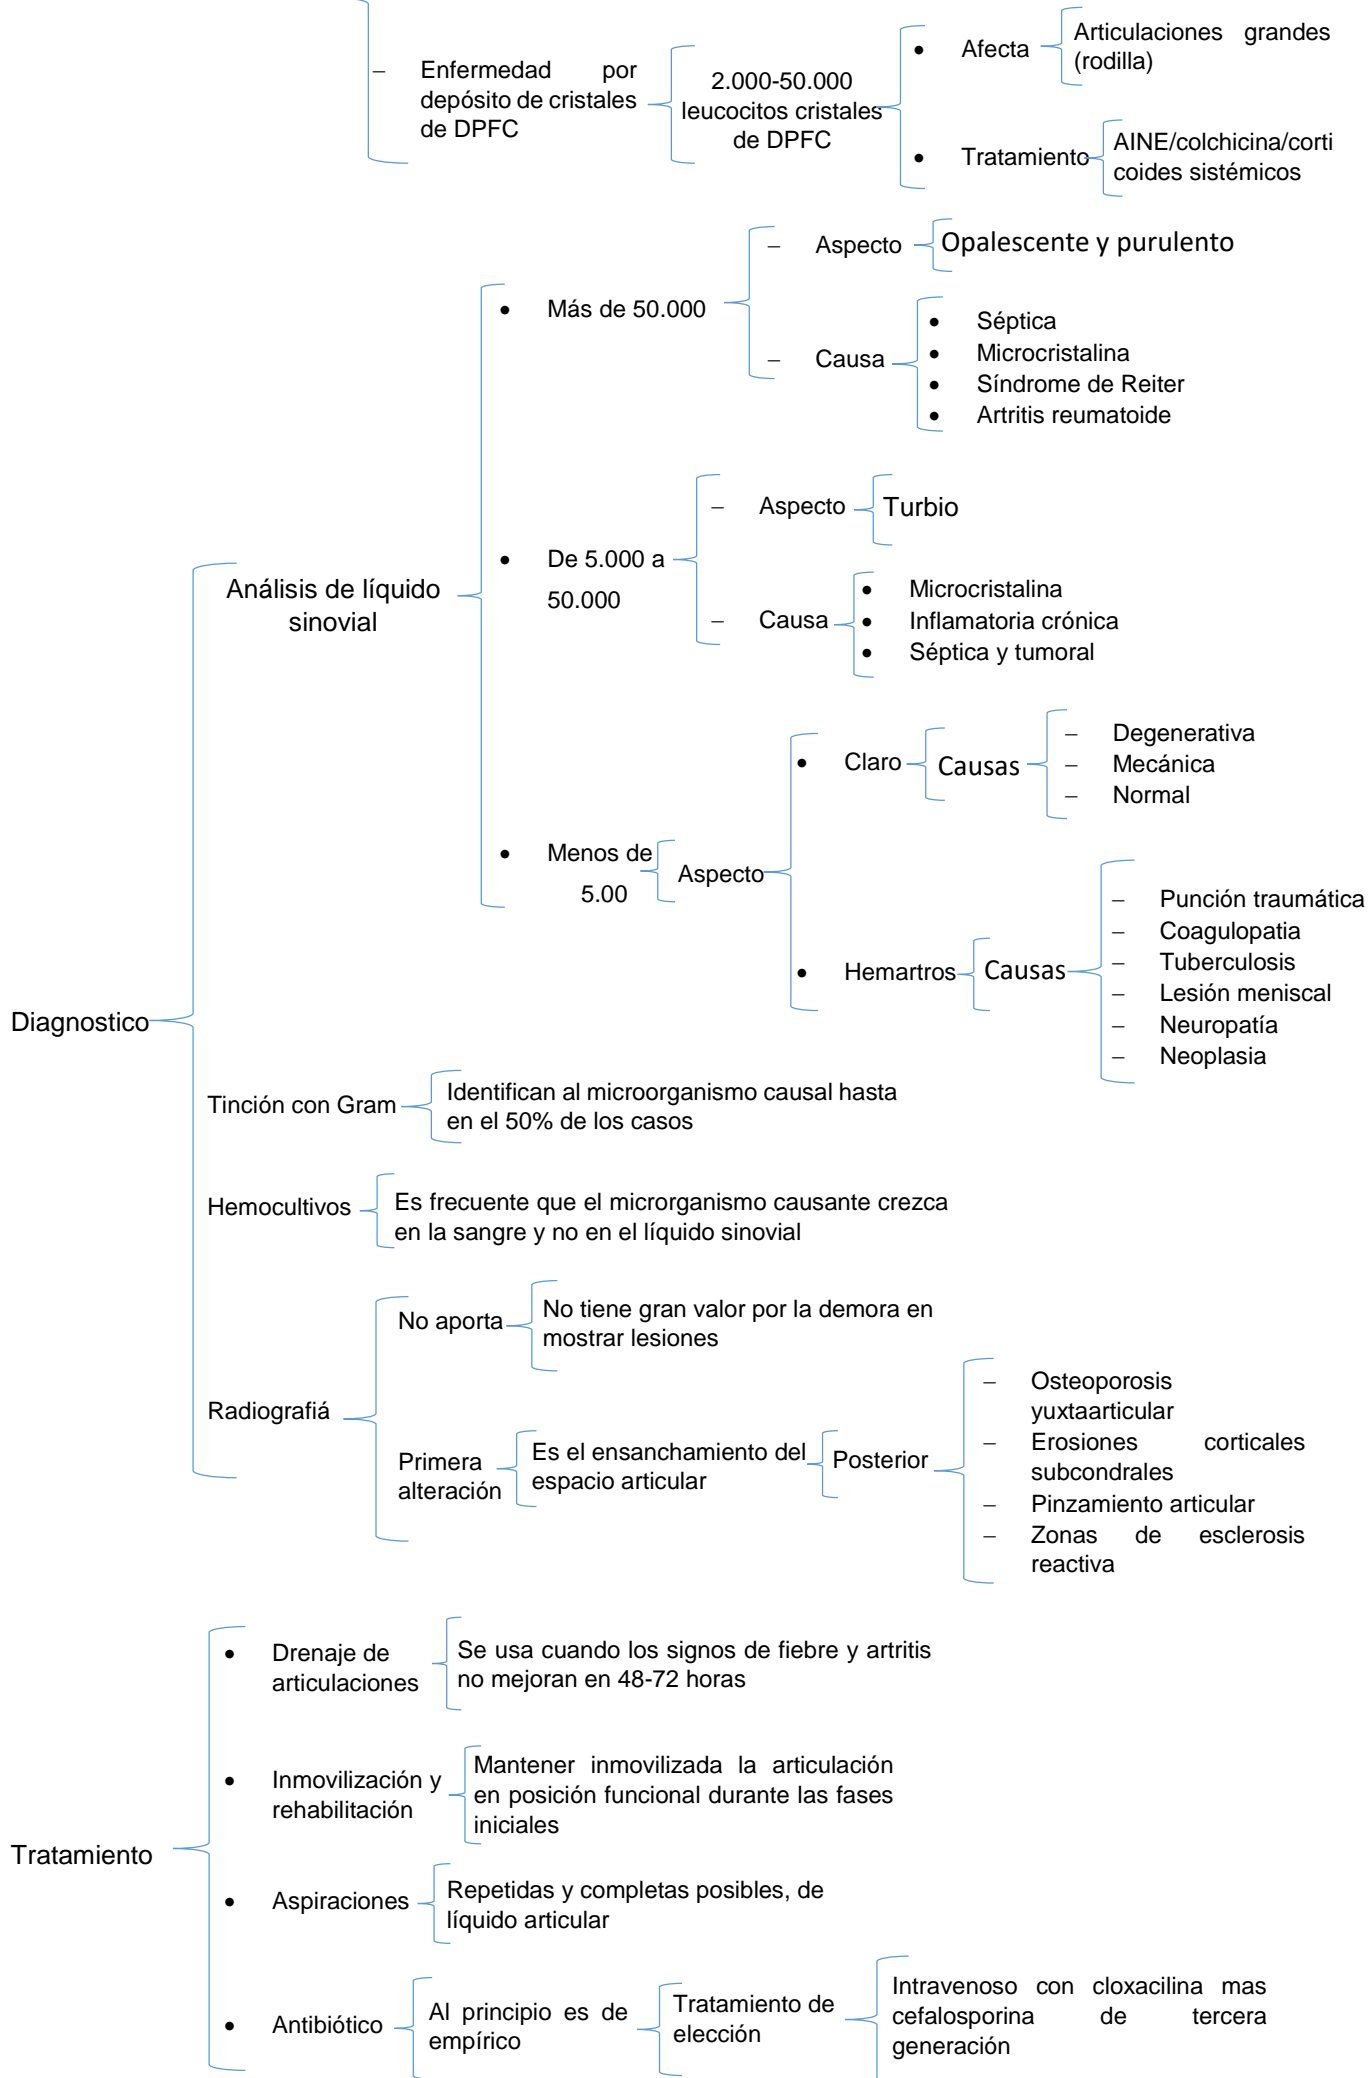 – Enfermedad por
depósito de cristales
de DPFC
2.000-50.000
leucocitos cristales
de DPFC
• Afecta
Articulaciones grandes
(rodilla)
• Tratamiento
AINE/colchicina/corti
coides sistémicos
Análisis de líquido
sinovial
• Más de 50.000
– Aspecto
Opalescente y purulento
– Causa
• Séptica
• Microcristalina
• Síndrome de Reiter
• Artritis reumatoide
• De 5.000 a
50.000
– Aspecto
Turbio
– Causa
• Microcristalina
• Inflamatoria crónica
• Séptica y tumoral
• Menos de
5.00
Aspecto
• Claro
Causas
– Degenerativa
– Mecánica
– Normal
• Hemartros
Causas
– Punción traumática
– Coagulopatia
– Tuberculosis
– Lesión meniscal
– Neuropatía
– Neoplasia
Diagnostico
Tinción con Gram
Identifican al microorganismo causal hasta
en el 50% de los casos
Hemocultivos
Es frecuente que el microrganismo causante crezca
en la sangre y no en el líquido sinovial
Radiografiá
No aporta
No tiene gran valor por la demora en
mostrar lesiones
Primera
alteración
Es el ensanchamiento del
espacio articular
Posterior
– Osteoporosis
yuxtaarticular
– Erosiones corticales
subcondrales
– Pinzamiento articular
– Zonas de esclerosis
reactiva
Tratamiento
• Drenaje de
articulaciones
Se usa cuando los signos de fiebre y artritis
no mejoran en 48-72 horas
• Inmovilización y
rehabilitación
Mantener inmovilizada la articulación
en posición funcional durante las fases
iniciales
• Aspiraciones
Repetidas y completas posibles, de
líquido articular
• Antibiótico
Al principio es de
empírico
Tratamiento de
elección
Intravenoso con cloxacilina mas
cefalosporina de tercera
generación